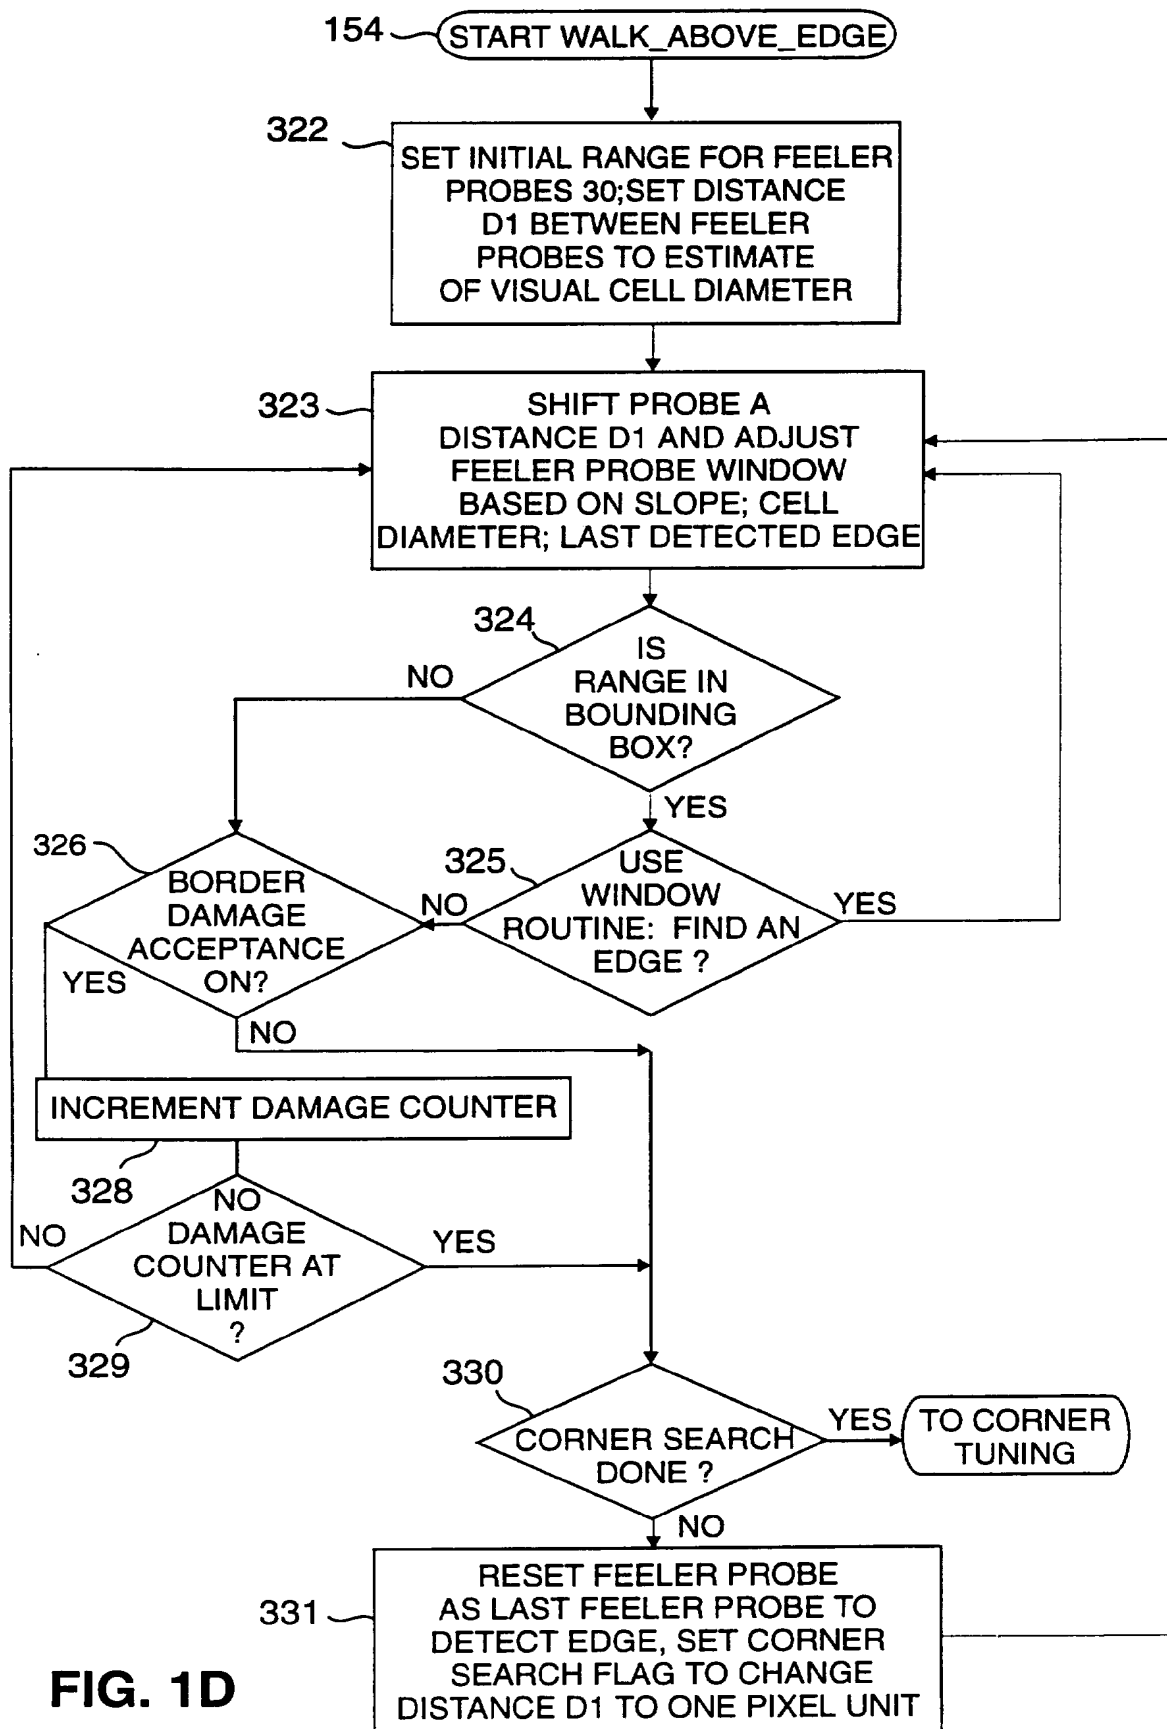 154
START WALK_ABOVE_EDGE
322
SET INITIAL RANGE FOR FEELER
PROBES 30;SET DISTANCE
D1 BETWEEN FEELER
PROBES TO ESTIMATE
OF VISUAL CELL DIAMETER
323
SHIFT PROBE A
DISTANCE D1 AND ADJUST
FEELER PROBE WINDOW
BASED ON SLOPE; CELL
DIAMETER; LAST DETECTED EDGE
324
IS
RANGE IN
BOUNDING
BOX?
NO
YES
326
BORDER
DAMAGE
ACCEPTANCE
ON?
YES
NO
325
USE
WINDOW
ROUTINE: FIND AN
EDGE ?
NO
YES
INCREMENT DAMAGE COUNTER
328
NO
DAMAGE
COUNTER AT
LIMIT
?
NO
YES
329
330
CORNER SEARCH
DONE ?
YES
TO CORNER
TUNING
NO
331
RESET FEELER PROBE
AS LAST FEELER PROBE TO
DETECT EDGE, SET CORNER
SEARCH FLAG TO CHANGE
DISTANCE D1 TO ONE PIXEL UNIT
FIG. 1D